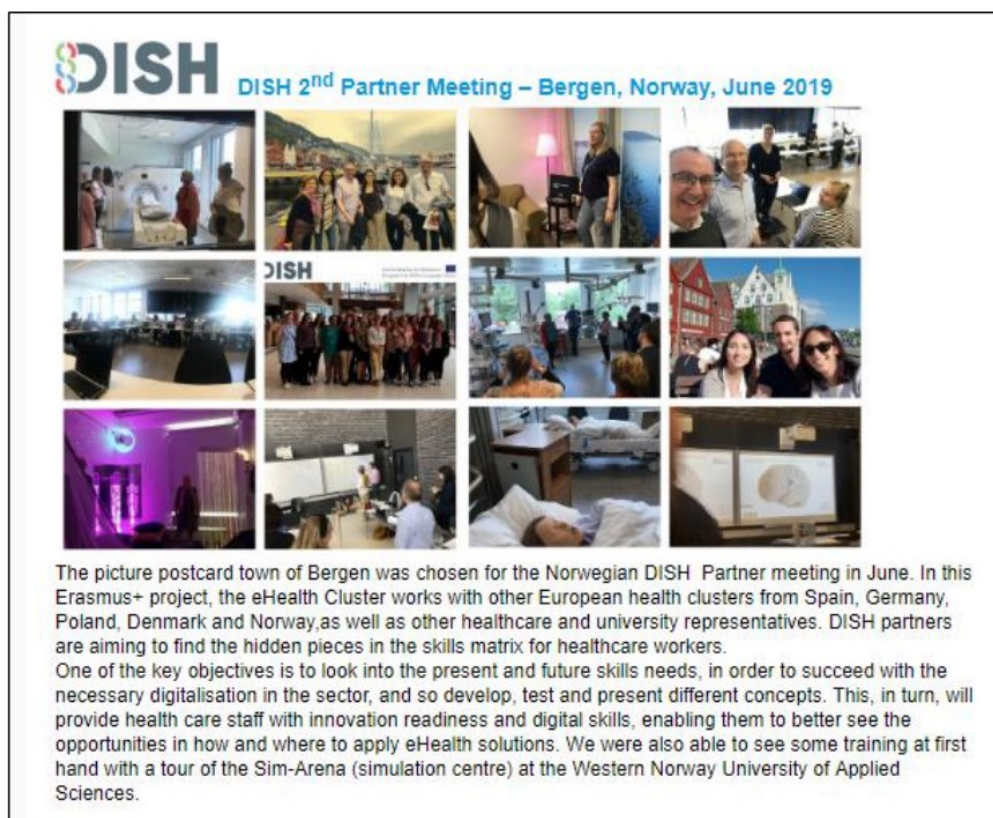 DISH
DISH 2nd Partner Meeting – Bergen, Norway, June 2019
DISH
The picture postcard town of Bergen was chosen for the Norwegian DISH Partner meeting in June. In this
Erasmus+ project, the eHealth Cluster works with other European health clusters from Spain, Germany,
Poland, Denmark and Norway,as well as other healthcare and university representatives. DISH partners
are aiming to find the hidden pieces in the skills matrix for healthcare workers.
One of the key objectives is to look into the present and future skills needs, in order to succeed with the
necessary digitalisation in the sector, and so develop, test and present different concepts. This, in turn, will
provide health care staff with innovation readiness and digital skills, enabling them to better see the
opportunities in how and where to apply eHealth solutions. We were also able to see some training at first
hand with a tour of the Sim-Arena (simulation centre) at the Western Norway University of Applied
Sciences.